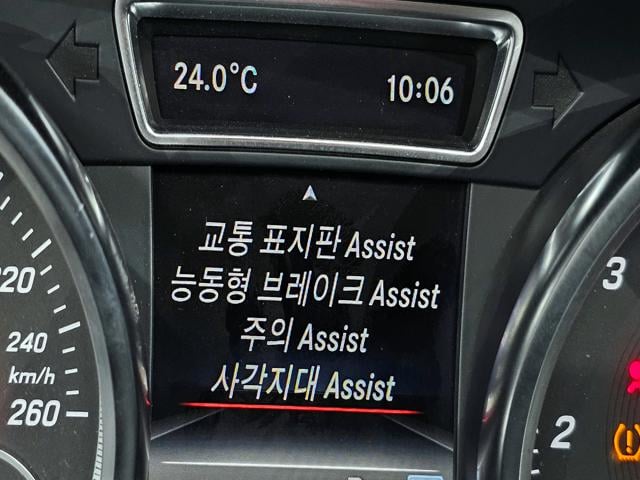 24.0°C 10:06
교통 표지판 Assist
능동형 브레이크 Assist
주의 Assist
사각지대 Assist
240
km/h
260
3
2